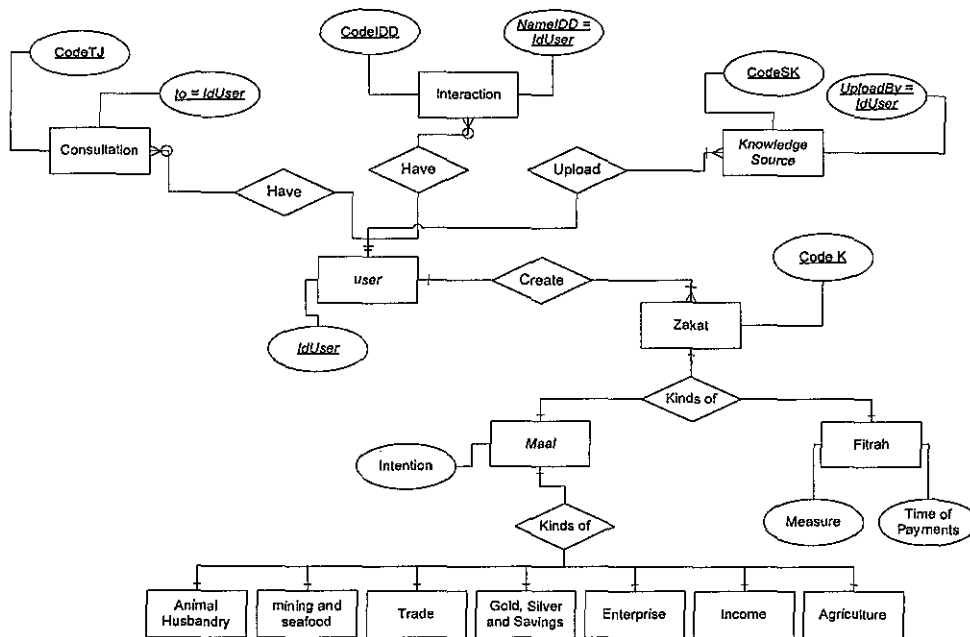 CodeTJ
to = IdUser
Consultation
Have
CodeIDD
NameIDD =
IdUser
Interaction
Have
Upload
CodeSK
UploadBy =
IdUser
Knowledge
Source
user
IdUser
Create
Code K
Zakat
Kinds of
Maal
Intention
Fitrah
Measure
Time of
Payments
Kinds of
Animal
Husbandry
mining and
seafood
Trade
Gold, Silver
and Savings
Enterprise
Income
Agriculture